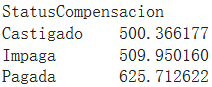 StatusCompensacion
Castigado    500.366177
Impaga       509.950160
Pagada       625.712622